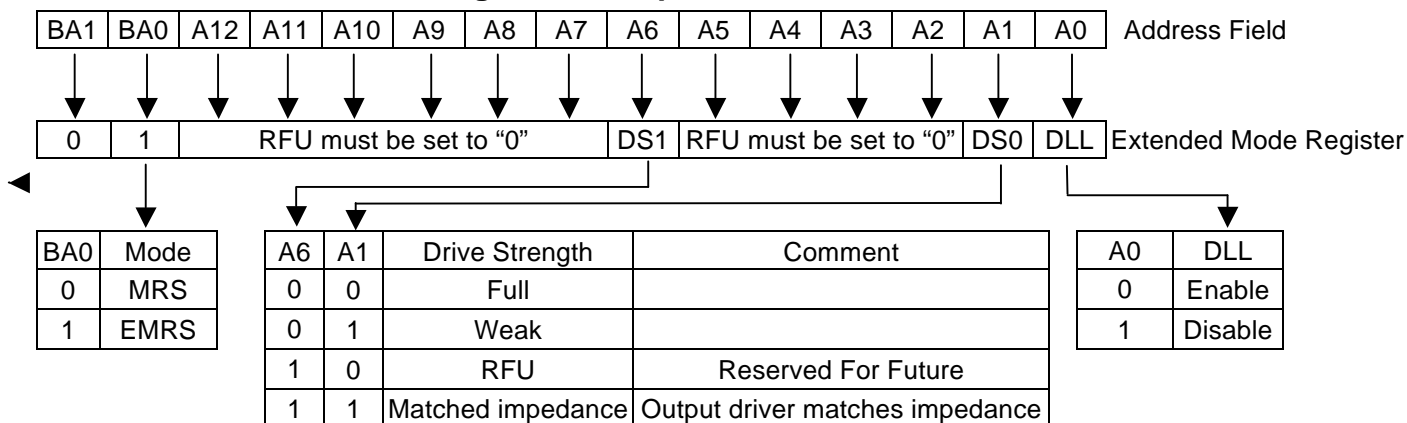 BA1 BA0 A12 A11 A10 A9 A8 A7 A6 A5 A4 A3 A2 A1 A0 Address Field
0 1 RFU must be set to “0” DS1 RFU must be set to “0” DS0 DLL Extended Mode Register
BA0 Mode
0 MRS
1 EMRS
A6 A1 Drive Strength Comment
0 0 Full
0 1 Weak
1 0 RFU Reserved For Future
1 1 Matched impedance Output driver matches impedance
A0 DLL
0 Enable
1 Disable